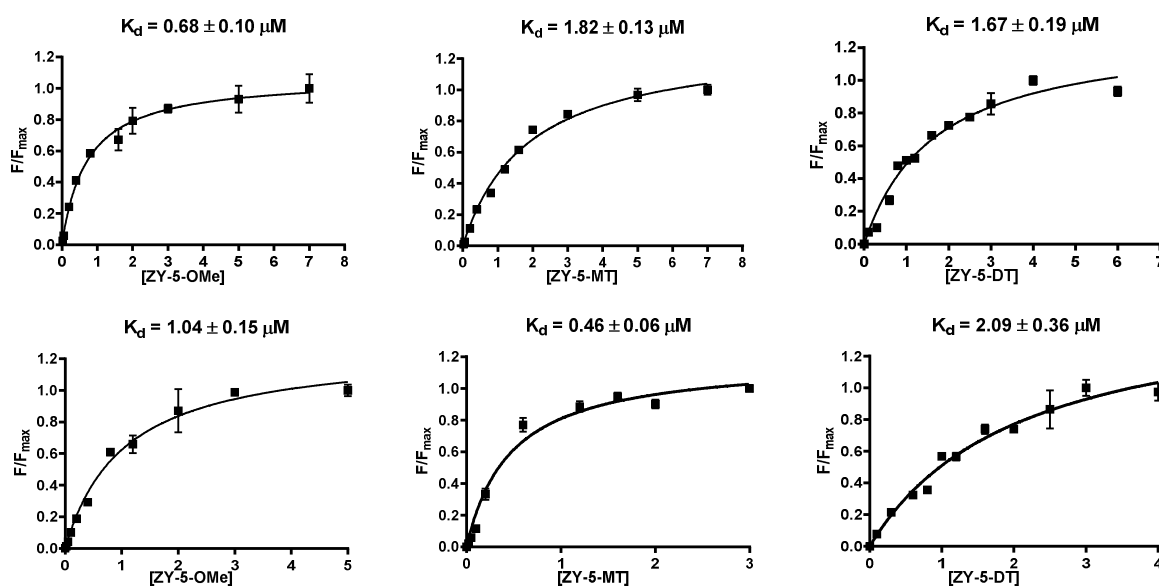 K_d = 0.68 ± 0.10 μM
K_d = 1.82 ± 0.13 μM
K_d = 1.67 ± 0.19 μM
F/F_max
1.2
1.0
0.8
0.6
0.4
0.2
0.0
0 1 2 3 4 5 6 7 8
[ZY-5-OMe]
F/F_max
1.2
1.0
0.8
0.6
0.4
0.2
0.0
0 1 2 3 4 5 6 7 8
[ZY-5-MT]
F/F_max
1.2
1.0
0.8
0.6
0.4
0.2
0.0
0 1 2 3 4 5 6 7
[ZY-5-DT]
K_d = 1.04 ± 0.15 μM
K_d = 0.46 ± 0.06 μM
K_d = 2.09 ± 0.36 μM
F/F_max
1.2
1.0
0.8
0.6
0.4
0.2
0.0
0 1 2 3 4 5
[ZY-5-OMe]
F/F_max
1.2
1.0
0.8
0.6
0.4
0.2
0.0
0 1 2 3
[ZY-5-MT]
F/F_max
1.2
1.0
0.8
0.6
0.4
0.2
0.0
0 1 2 3 4
[ZY-5-DT]